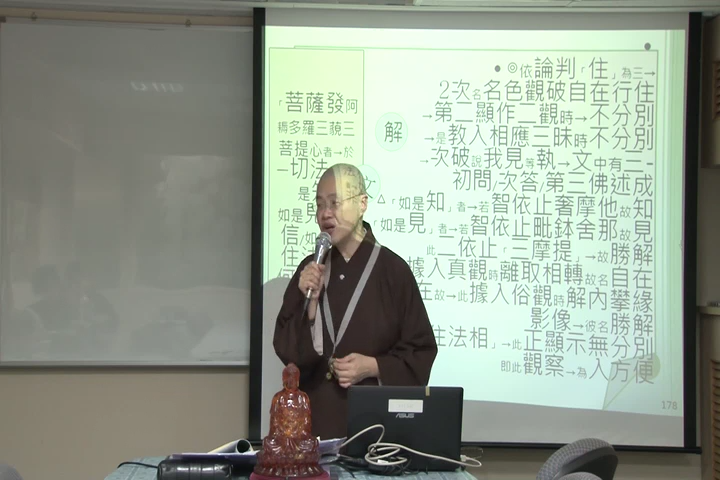 •◎依論判「住」為三→
2次名名色觀破自在行住
→第二顯作二觀時→不分別
→是教入相應三昧時不分別
→次破說我見等執→文中有三-
初問/次答/第三佛述成
△「如是知」者→若智依止奢摩他故知
「如是見」者→若智依止毗鉢舍那故見
此二依止「三摩提」→故勝解
據入真觀時離取相轉故名自在
在故→此據入俗觀時解內攀緣
影像→彼名勝解
住法相」→此正顯示無分別
即此觀察→為入方便
解
「菩薩發阿
耨多羅三藐三
菩提心者→於
一切法
是
如是見
信
住法
178
ASUS